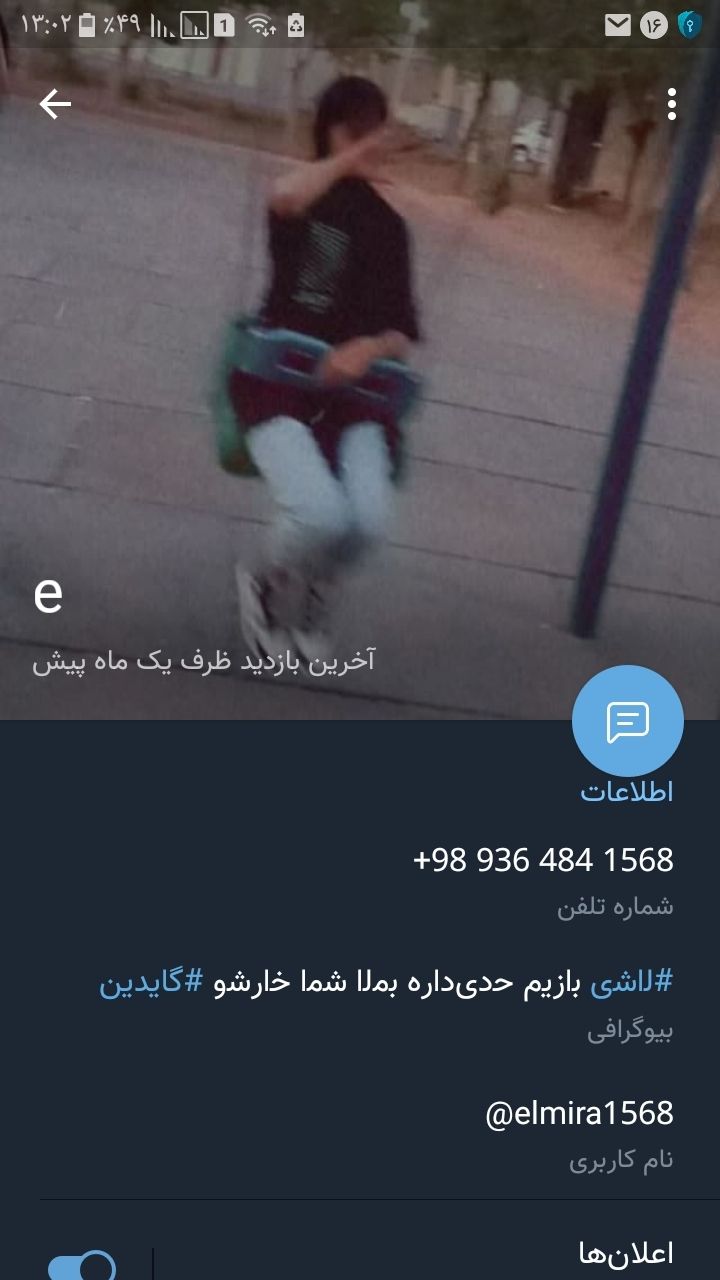 ۱۳:۰۲ ٪۴۹ 1 ۱۶
e
آخرین بازدید ظرف یک ماه پیش
اطلاعات
+98 936 484 1568
شماره تلفن
#لاشی بازیم حدی‌داره بملا شما خارشو #گایدین
بیوگرافی
@elmira1568
نام کاربری
اعلان‌ها